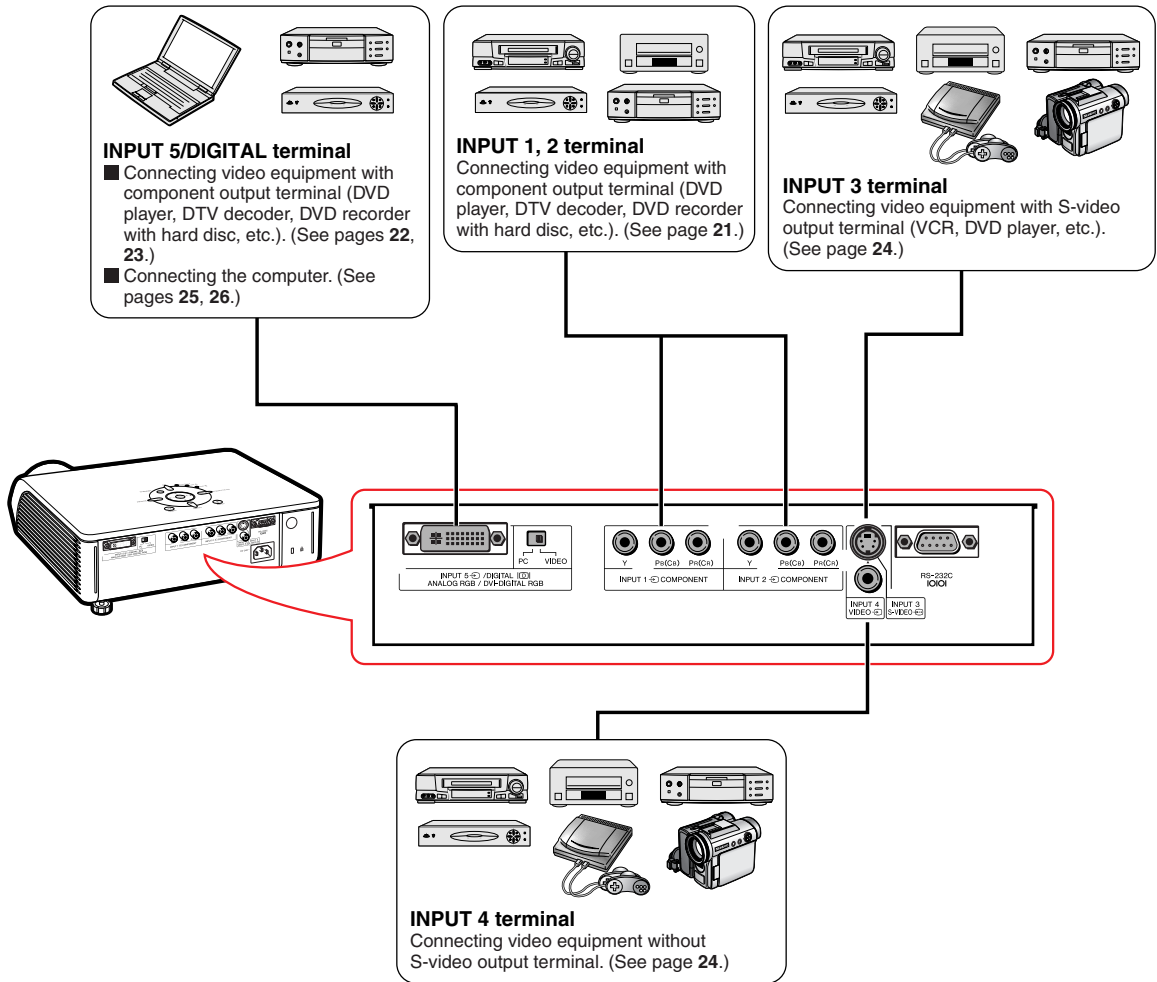 INPUT 5/DIGITAL terminal
■ Connecting video equipment with
component output terminal (DVD
player, DTV decoder, DVD recorder
with hard disc, etc.). (See pages 22,
23.)
■ Connecting the computer. (See
pages 25, 26.)
INPUT 1, 2 terminal
Connecting video equipment with
component output terminal (DVD
player, DTV decoder, DVD recorder
with hard disc, etc.). (See page 21.)
INPUT 3 terminal
Connecting video equipment with S-video
output terminal (VCR, DVD player, etc.).
(See page 24.)
PC VIDEO
INPUT 5 /DIGITAL
ANALOG RGB / DVI-DIGITAL RGB
Y PB(CB) PR(CR)
INPUT 1 COMPONENT
Y PB(CB) PR(CR)
INPUT 2 COMPONENT
INPUT 4
VIDEO
INPUT 3
S-VIDEO
RS-232C
INPUT 4 terminal
Connecting video equipment without
S-video output terminal. (See page 24.)